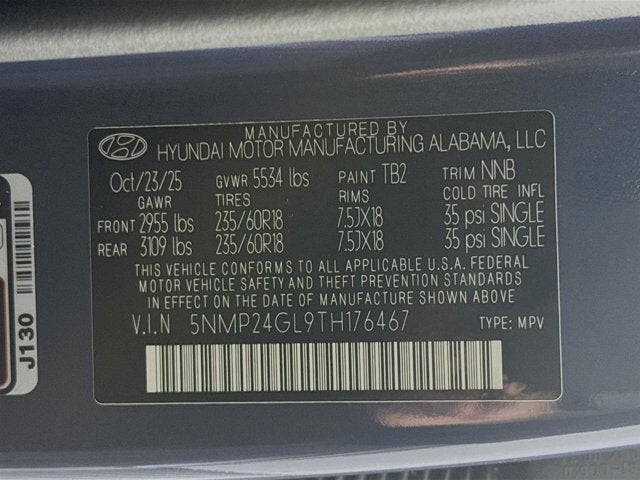 MANUFACTURED BY
HYUNDAI MOTOR MANUFACTURING ALABAMA, LLC
Oct/23/25 GVWR 5534 lbs PAINT TB2 TRIM NNB
GAWR TIRES RIMS COLD TIRE INFL
FRONT 2955 lbs 235/60R18 7.5JX18 35 psi SINGLE
REAR 3109 lbs 235/60R18 7.5JX18 35 psi SINGLE
THIS VEHICLE CONFORMS TO ALL APPLICABLE U.S.A. FEDERAL
MOTOR VEHICLE SAFETY AND THEFT PREVENTION STANDARDS
IN EFFECT ON THE DATE OF MANUFACTURE SHOWN ABOVE.
V.I.N 5NMP24GL9TH176467 TYPE: MPV
J130